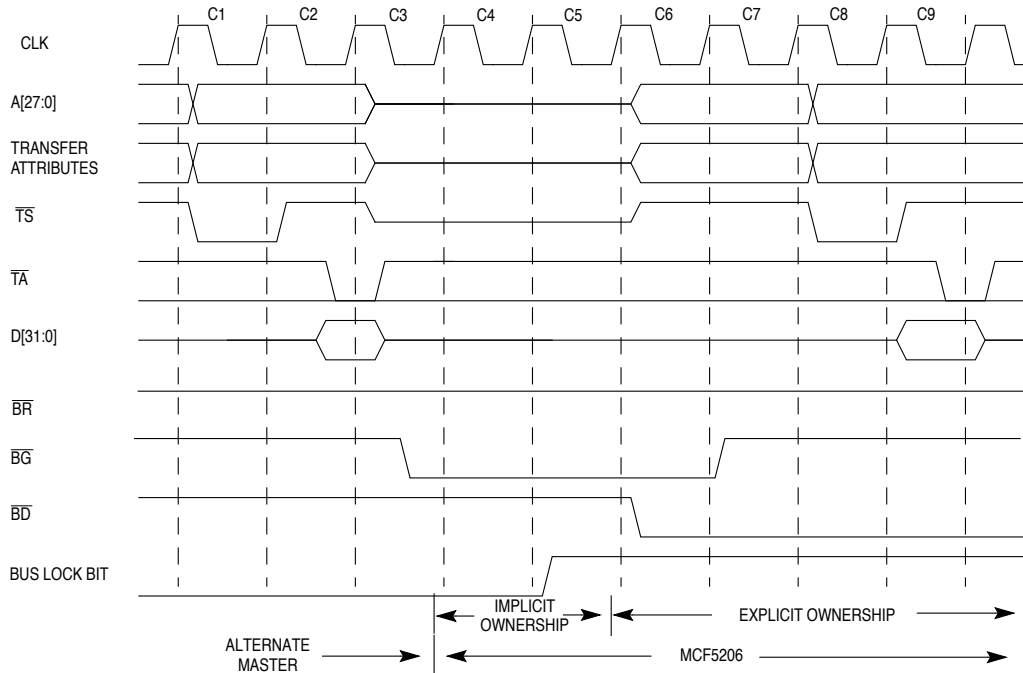 C1 C2 C3 C4 C5 C6 C7 C8 C9
CLK
A[27:0]
TRANSFER
ATTRIBUTES
TS
TA
D[31:0]
BR
BG
BD
BUS LOCK BIT
IMPLICIT
OWNERSHIP
EXPLICIT OWNERSHIP
ALTERNATE
MASTER
MCF5206